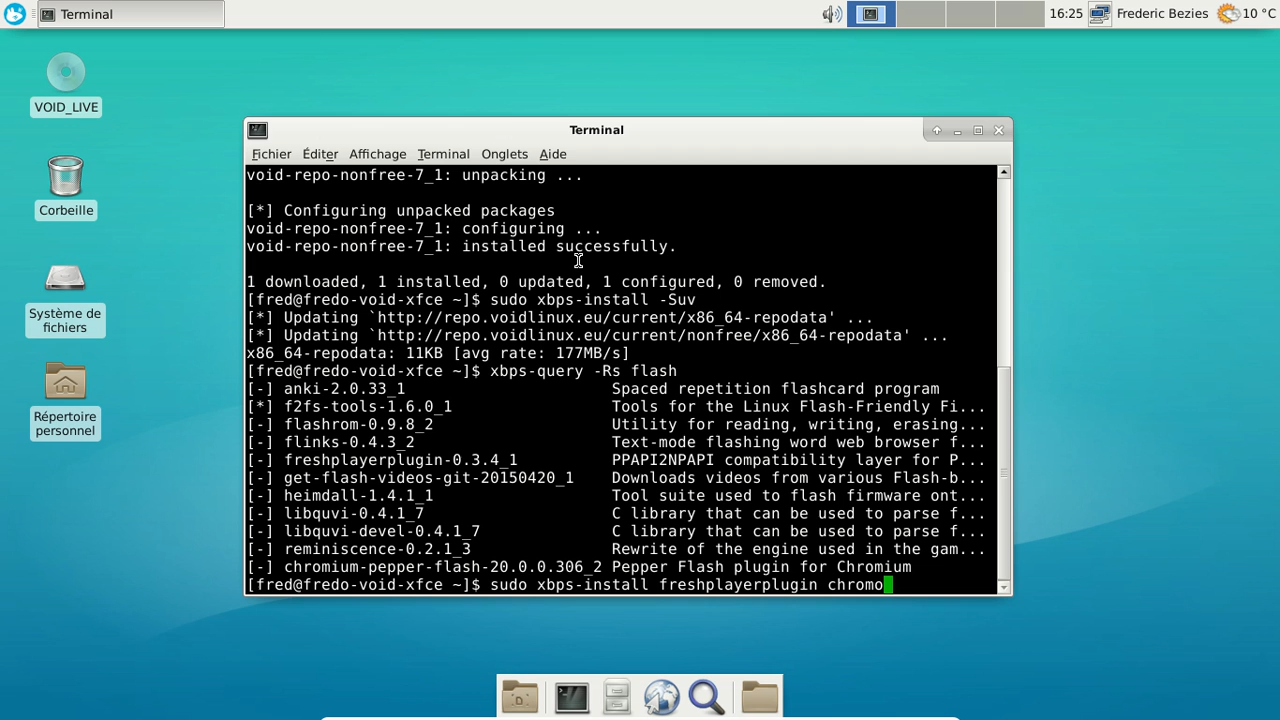 Terminal
16:25
Frederic Bezies
10 °C
VOID_LIVE
Corbeille
Système de
fichiers
Répertoire
personnel
Terminal
Fichier Éditer Affichage Terminal Onglets Aide
void-repo-nonfree-7_1: unpacking ...
[*] Configuring unpacked packages
void-repo-nonfree-7_1: configuring ...
void-repo-nonfree-7_1: installed successfully.
1 downloaded, 1 installed, 0 updated, 1 configured, 0 removed.
[fred@fredo-void-xfce ~]$ sudo xbps-install -Suv
[*] Updating `http://repo.voidlinux.eu/current/x86_64-repodata' ...
[*] Updating `http://repo.voidlinux.eu/current/nonfree/x86_64-repodata' ...
x86_64-repodata: 11KB [avg rate: 177MB/s]
[fred@fredo-void-xfce ~]$ xbps-query -Rs flash
[-] anki-2.0.33_1 Spaced repetition flashcard program
[*] f2fs-tools-1.6.0_1 Tools for the Linux Flash-Friendly Fi...
[-] flashrom-0.9.8_2 Utility for reading, writing, erasing...
[-] flinks-0.4.3_2 Text-mode flashing word web browser f...
[-] freshplayerplugin-0.3.4_1 PPAPI2NPAPI compatibility layer for P...
[-] get-flash-videos-git-20150420_1 Downloads videos from various Flash-b...
[-] heimdall-1.4.1_1 Tool suite used to flash firmware ont...
[-] libquvi-0.4.1_7 C library that can be used to parse f...
[-] libquvi-devel-0.4.1_7 C library that can be used to parse f...
[-] reminiscence-0.2.1_3 Rewrite of the engine used in the gam...
[-] chromium-pepper-flash-20.0.0.306_2 Pepper Flash plugin for Chromium
[fred@fredo-void-xfce ~]$ sudo xbps-install freshplayerplugin chromo